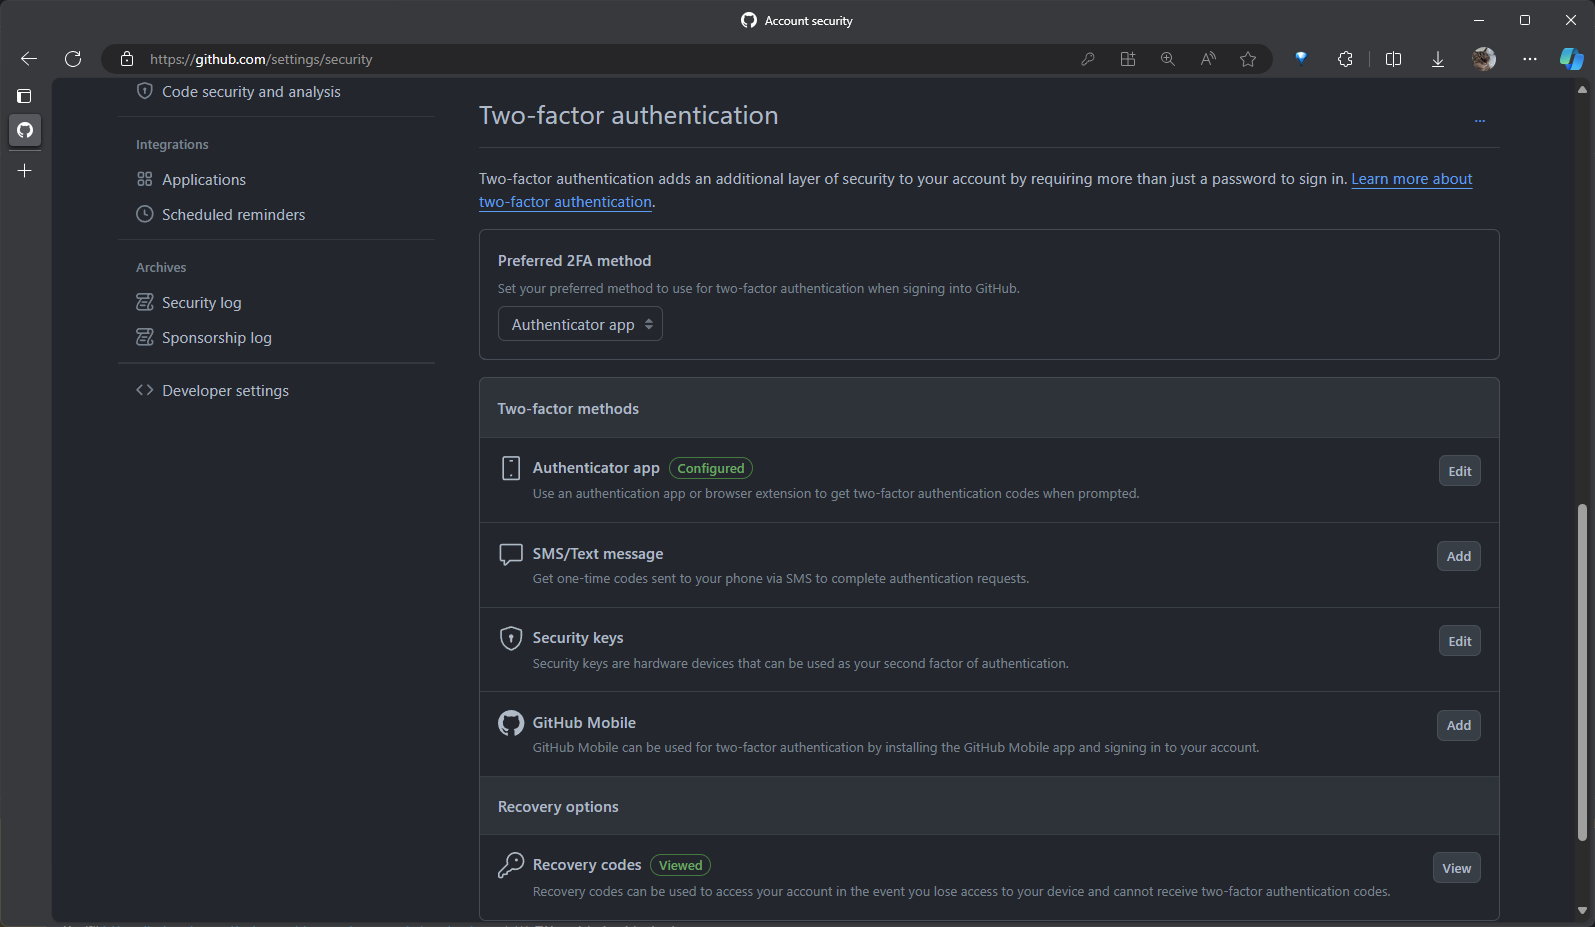 Account security
https://github.com/settings/security
Code security and analysis
Integrations
Applications
Scheduled reminders
Archives
Security log
Sponsorship log
Developer settings
Two-factor authentication
...
Two-factor authentication adds an additional layer of security to your account by requiring more than just a password to sign in. Learn more about
two-factor authentication.
Preferred 2FA method
Set your preferred method to use for two-factor authentication when signing into GitHub.
Authenticator app
Two-factor methods
Authenticator app Configured
Use an authentication app or browser extension to get two-factor authentication codes when prompted.
Edit
SMS/Text message
Get one-time codes sent to your phone via SMS to complete authentication requests.
Add
Security keys
Security keys are hardware devices that can be used as your second factor of authentication.
Edit
GitHub Mobile
GitHub Mobile can be used for two-factor authentication by installing the GitHub Mobile app and signing in to your account.
Add
Recovery options
Recovery codes Viewed
Recovery codes can be used to access your account in the event you lose access to your device and cannot receive two-factor authentication codes.
View